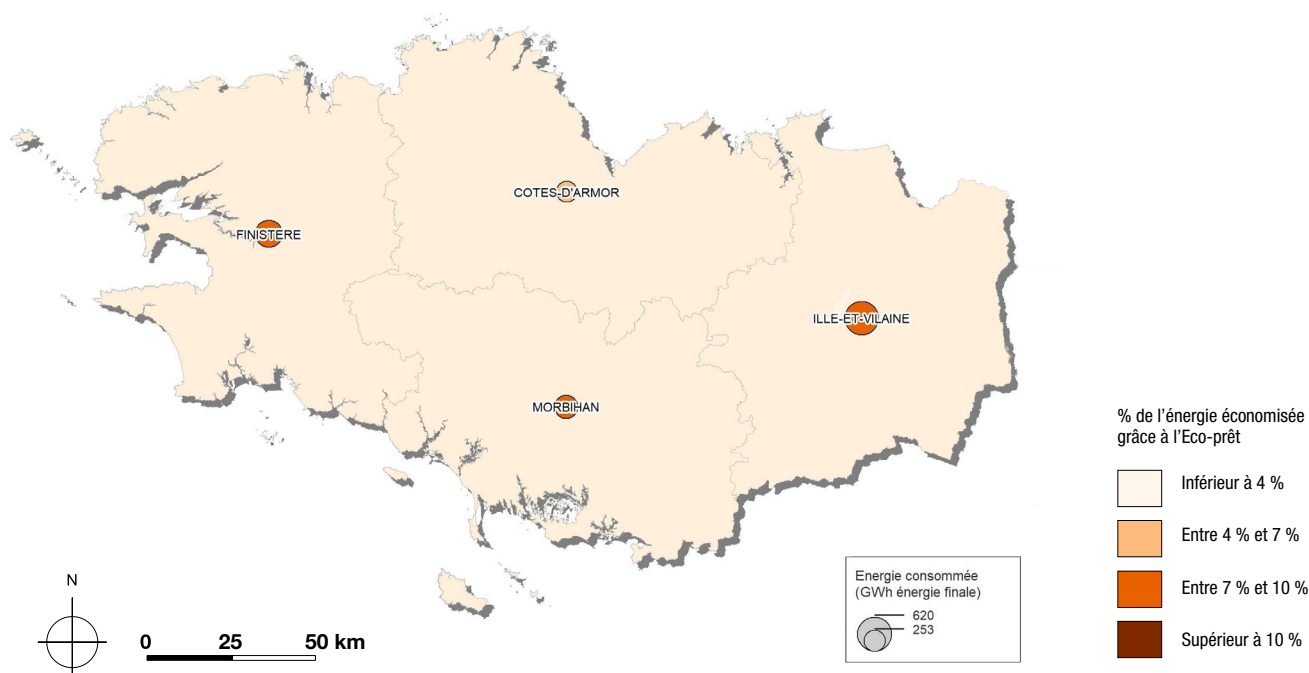 COTES-D'ARMOR
FINISTERE
ILLE-ET-VILAINE
MORBIHAN
% de l'énergie économisée
grâce à l'Eco-prêt
Inférieur à 4 %
Entre 4 % et 7 %
Entre 7 % et 10 %
Supérieur à 10 %
Energie consommée
(GWh énergie finale)
620
253
N
0 25 50 km